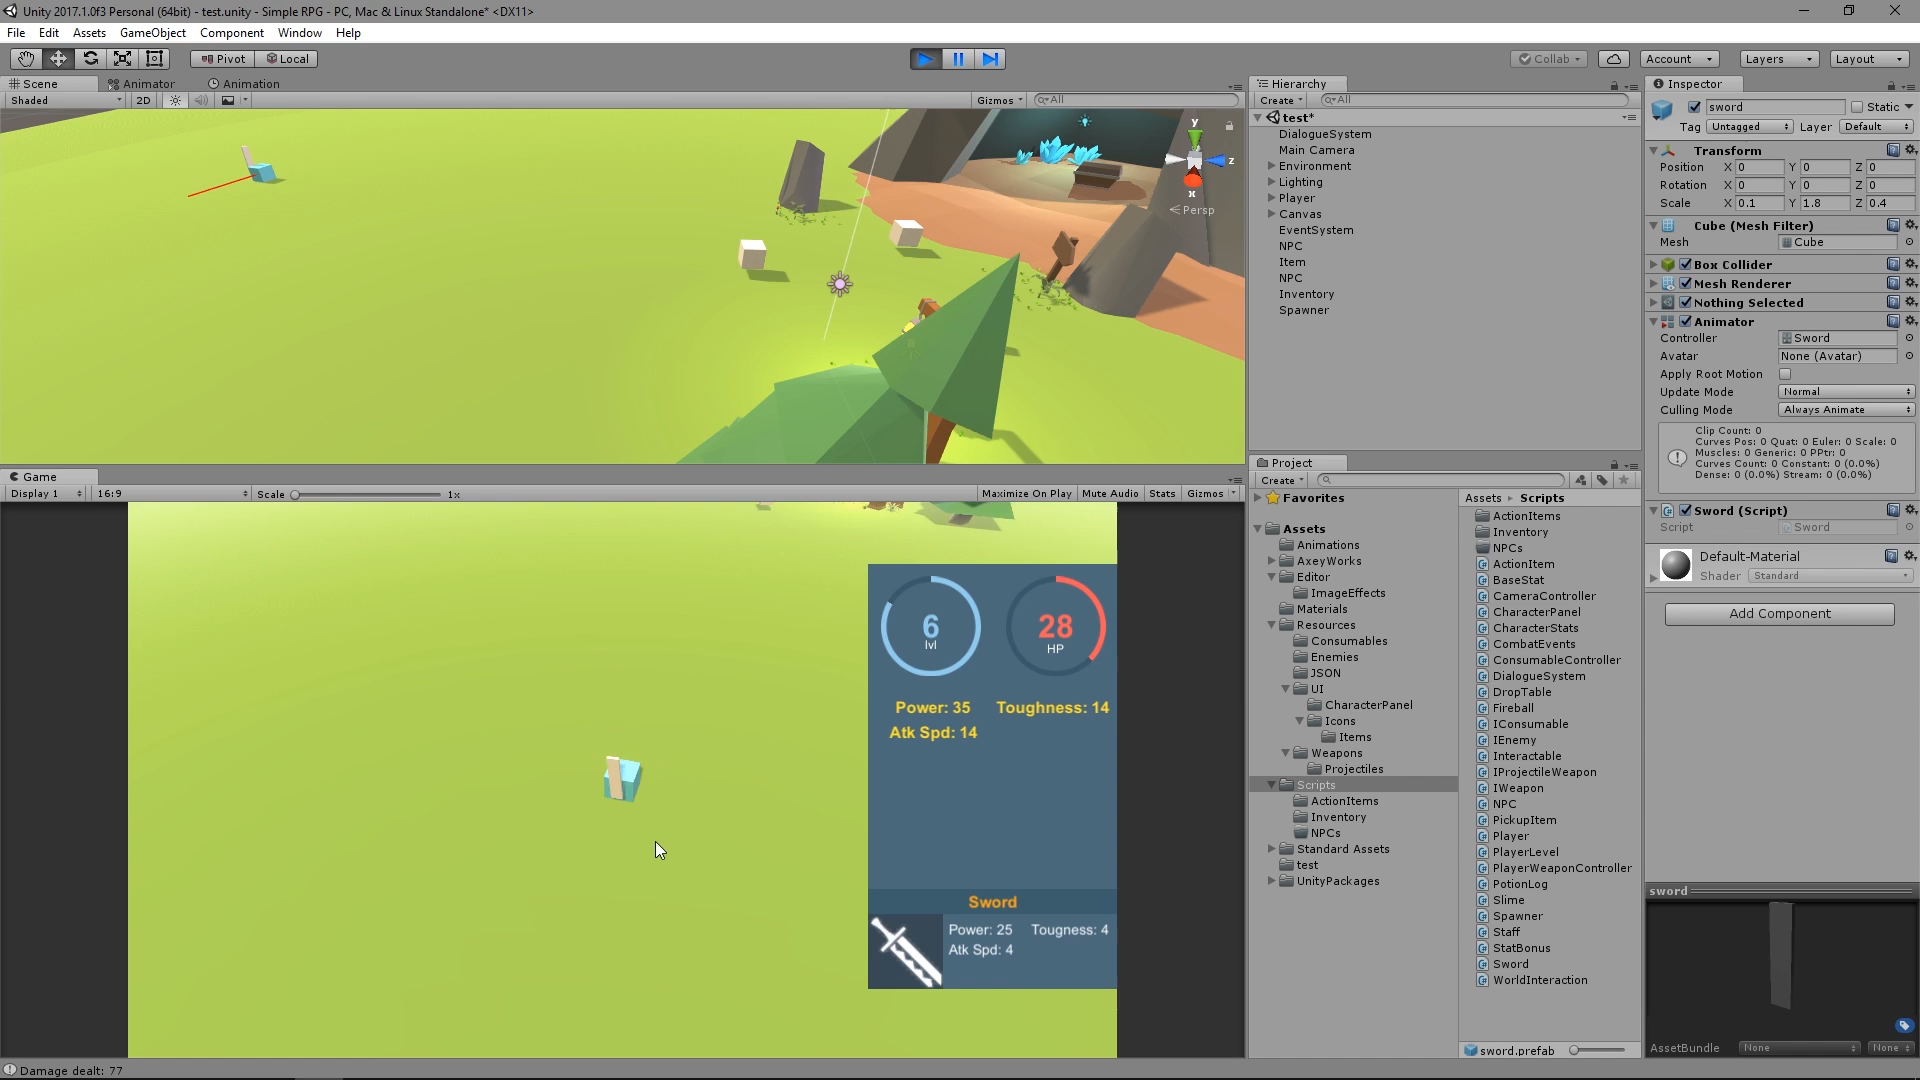 Unity 2017.1.0f3 Personal (64bit) - test.unity - Simple RPG - PC, Mac & Linux Standalone* <DX11>
File Edit Assets GameObject Component Window Help
Pivot Local
Collab Account Layers Layout
Scene Animator Animation
Shaded 2D Gizmos All
y
z
x
Persp
Game
Display 1 16:9 Scale 1x Maximize On Play Mute Audio Stats Gizmos
6
lvl
28
HP
Power: 35 Toughness: 14
Atk Spd: 14
Sword
Power: 25 Tougness: 4
Atk Spd: 4
Damage dealt: 77
Hierarchy
Create All
test*
DialogueSystem
Main Camera
Environment
Lighting
Player
Canvas
EventSystem
NPC
Item
NPC
Inventory
Spawner
Project
Create
Favorites
Assets
Animations
AxeyWorks
Editor
ImageEffects
Materials
Resources
Consumables
Enemies
JSON
UI
CharacterPanel
Icons
Items
Weapons
Projectiles
Scripts
ActionItems
Inventory
NPCs
Standard Assets
test
UnityPackages
Assets Scripts
ActionItems
Inventory
NPCs
ActionItem
BaseStat
CameraController
CharacterPanel
CharacterStats
CombatEvents
ConsumableController
DialogueSystem
DropTable
Fireball
IConsumable
IEnemy
Interactable
IProjectileWeapon
IWeapon
NPC
PickupItem
Player
PlayerLevel
PlayerWeaponController
PotionLog
Slime
Spawner
Staff
StatBonus
Sword
WorldInteraction
sword.prefab
Inspector
sword Static
Tag Untagged Layer Default
Transform
Position X 0 Y 0 Z 0
Rotation X 0 Y 0 Z 0
Scale X 0.1 Y 1.8 Z 0.4
Cube (Mesh Filter)
Mesh Cube
Box Collider
Mesh Renderer
Nothing Selected
Animator
Controller Sword
Avatar None (Avatar)
Apply Root Motion
Update Mode Normal
Culling Mode Always Animate
Clip Count: 0
Curves Pos: 0 Quat: 0 Euler: 0 Scale: 0
Muscles: 0 Generic: 0 PPtr: 0
Curves Count: 0 Constant: 0 (0.0%)
Dense: 0 (0.0%) Stream: 0 (0.0%)
Sword (Script)
Script Sword
Default-Material
Shader Standard
Add Component
sword
AssetBundle None None